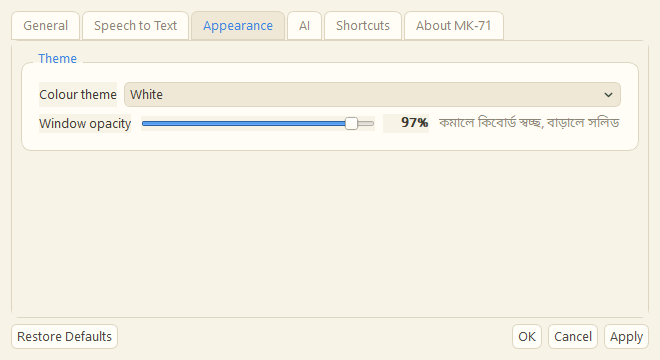 General Speech to Text Appearance AI Shortcuts About MK-71
Theme
Colour theme White
Window opacity 97% কমালে কিবোর্ড স্বচ্ছ, বাড়ালে সলিড
Restore Defaults OK Cancel Apply